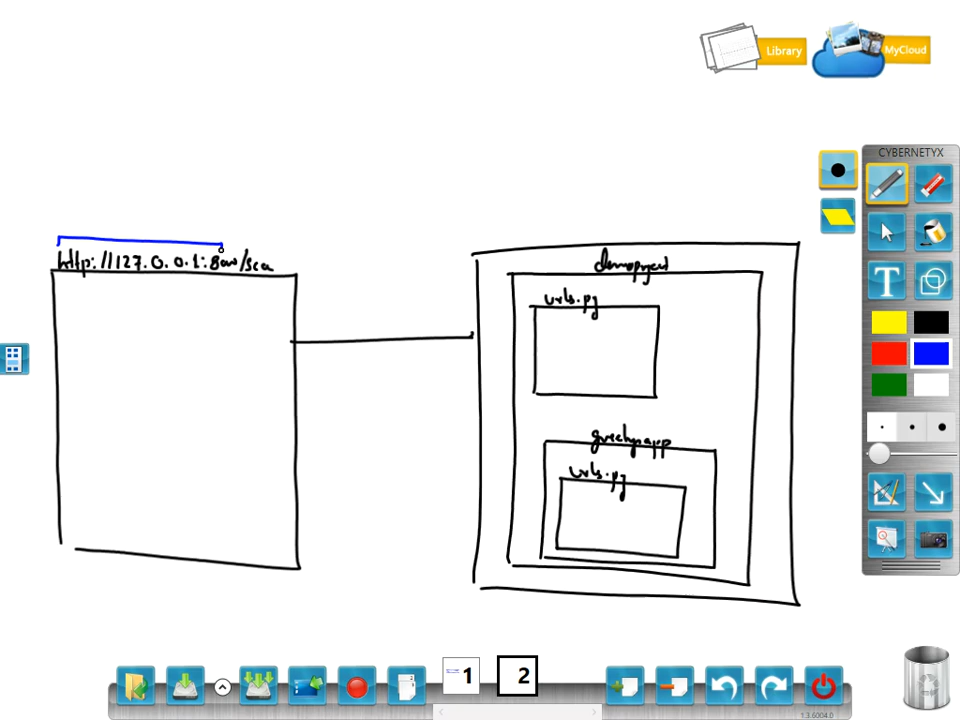 Library
MyCloud
CYBERNETYX
http://127.0.0.1:8000/sea
demoproject
urls.py
urls.py
T
1
2
1.3.6004.0